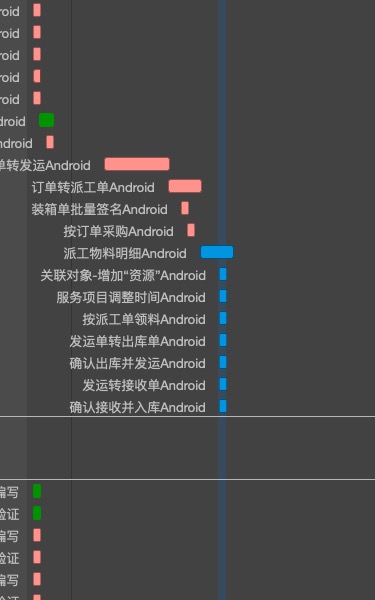 roid
roid
roid
roid
roid
droid
ndroid
单转发运Android
订单转派工单Android
装箱单批量签名Android
按订单采购Android
派工物料明细Android
关联对象-增加“资源”Android
服务项目调整时间Android
按派工单领料Android
发运单转出库单Android
确认出库并发运Android
发运转接收单Android
确认接收并入库Android
编写
验证
编写
验证
编写